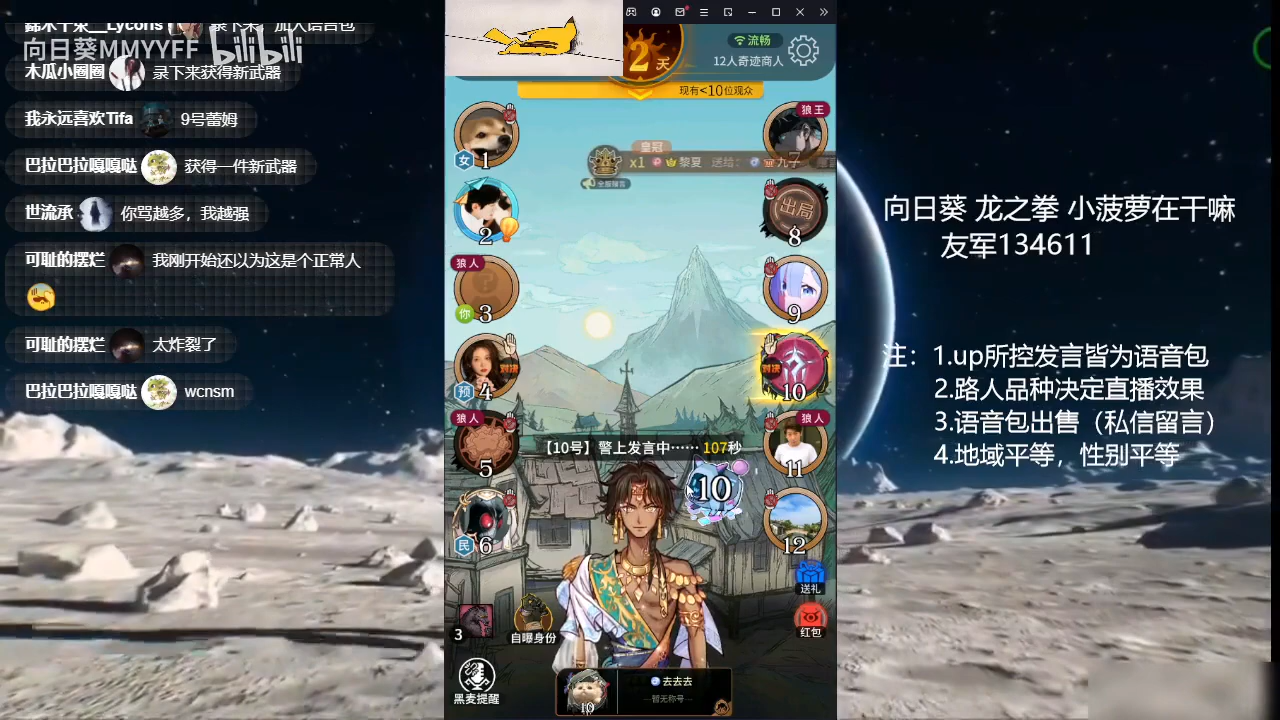 向日葵MMYYFF bilibili
木瓜小圈圈 录下来获得新武器
我永远喜欢Tifa 9号蕾姆
巴拉巴拉嘎嘎哒 获得一件新武器
世流承 你骂越多，我越强
可耻的摆烂 我刚开始还以为这是个正常人
可耻的摆烂 太炸裂了
巴拉巴拉嘎嘎哒 wcnsm
2天
流畅
12人奇迹商人
现有<10位观众
女 1
2
狼人
你 3
对决
预 4
狼人
5
民 6
狼王
7
出局
8
9
对决
10
狼人
11
12
皇冠
x1 黎夏 送给： 九子
全服留言
【10号】警上发言中…… 107秒
10
送礼
红包
3
自曝身份
黑麦提醒
10
去去去
暂无称号
向日葵 龙之拳 小菠萝在干嘛
友军134611
注：1.up所控发言皆为语音包
2.路人品种决定直播效果
3.语音包出售（私信留言）
4.地域平等，性别平等